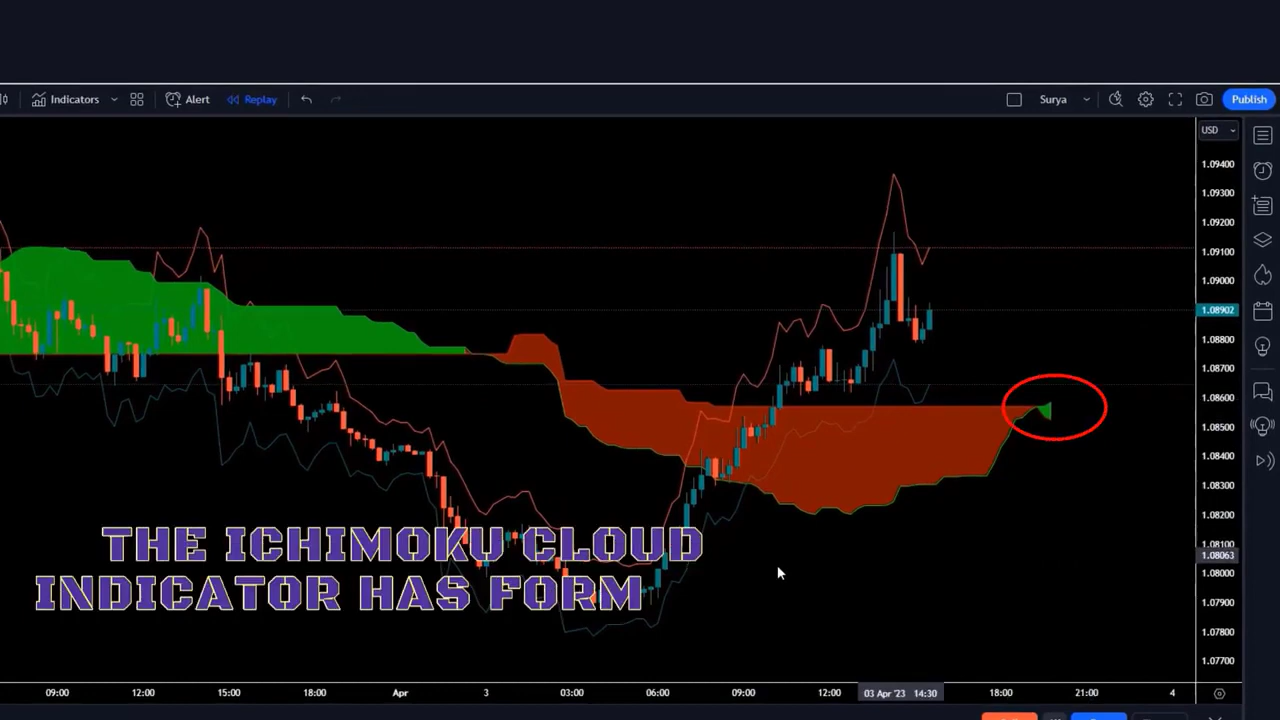 Indicators
Alert
Replay
Surya
Publish
USD
1.09400
1.09300
1.09200
1.09100
1.09000
1.08902
1.08800
1.08700
1.08600
1.08500
1.08400
1.08300
1.08200
1.08100
1.08063
1.08000
1.07900
1.07800
1.07700
THE ICHIMOKU CLOUD
INDICATOR HAS FORM
09:00 12:00 15:00 18:00 Apr 3 03:00 06:00 09:00 12:00 03 Apr '23 14:30 18:00 21:00 4